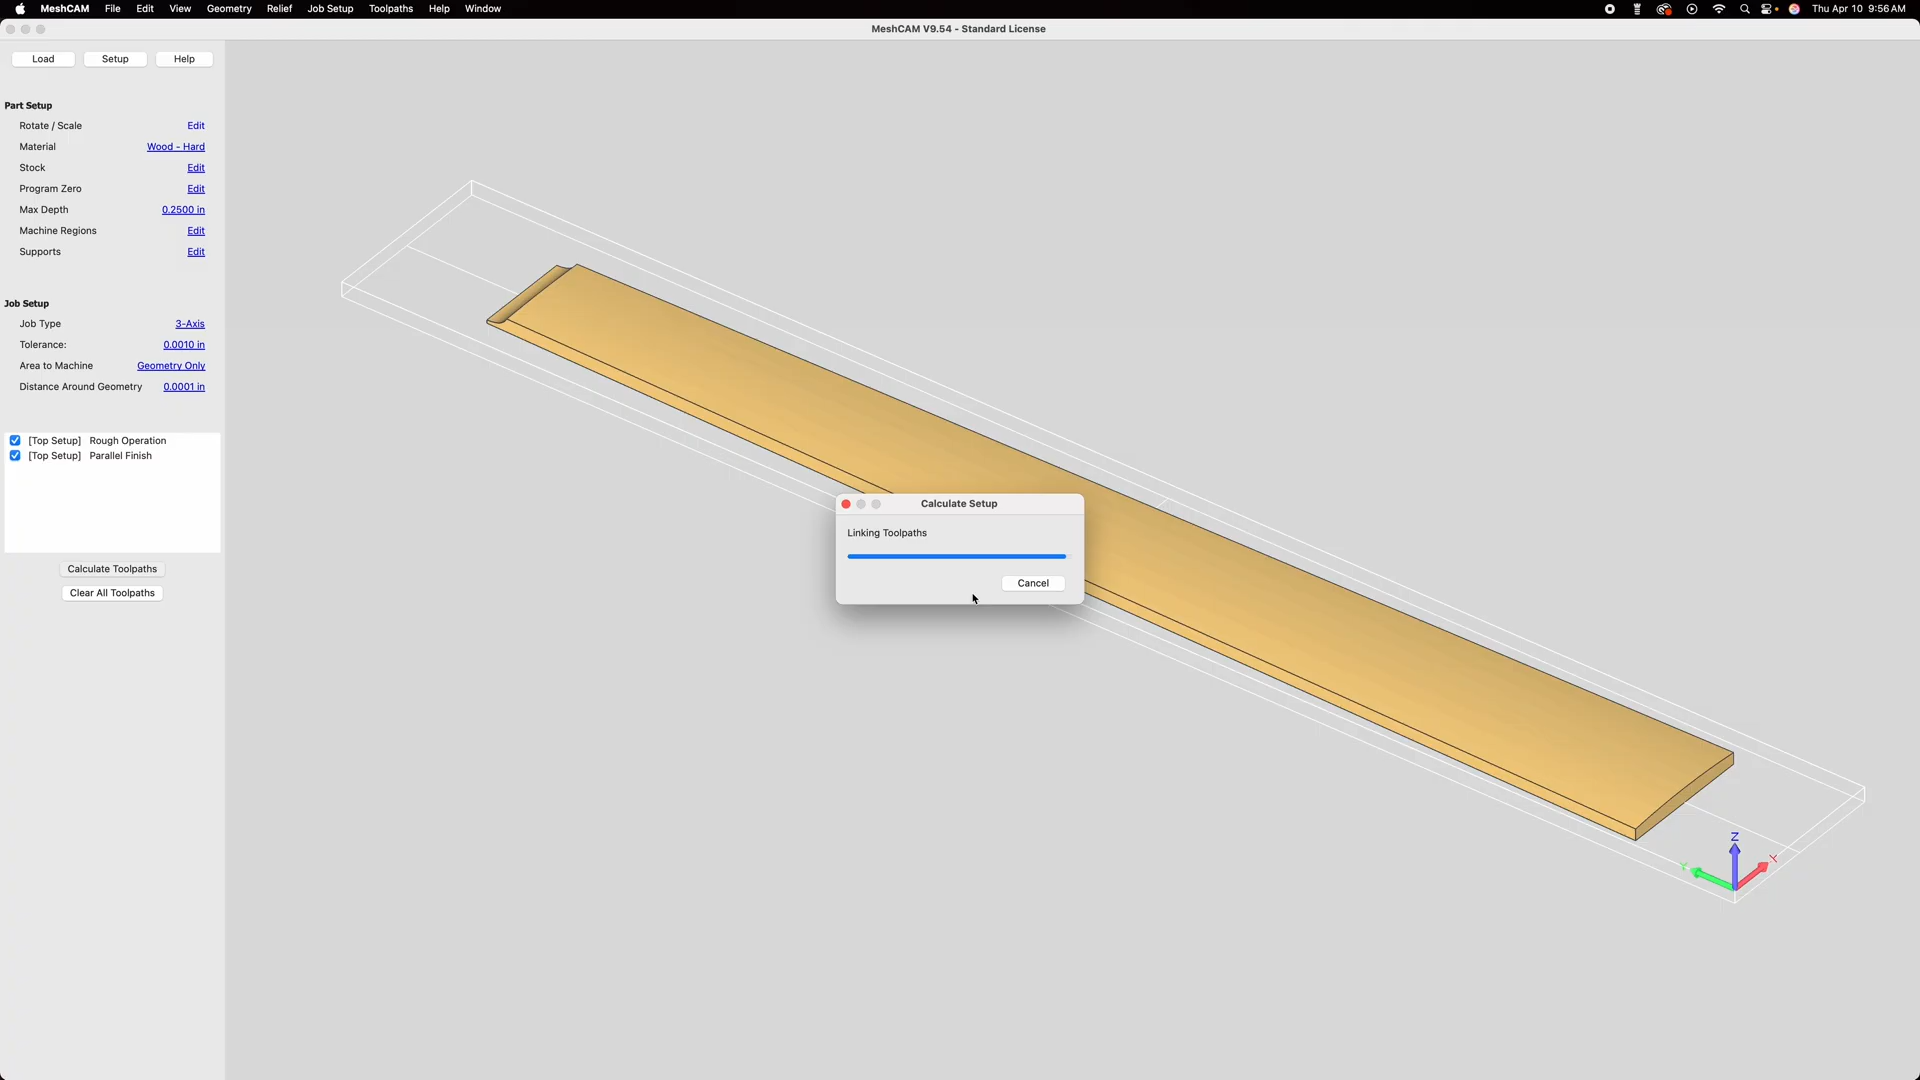 MeshCAM File Edit View Geometry Relief Job Setup Toolpaths Help Window Thu Apr 10 9:56 AM
MeshCAM V9.54 - Standard License
Load Setup Help
Part Setup
Rotate / Scale Edit
Material Wood - Hard
Stock Edit
Program Zero Edit
Max Depth 0.2500 in
Machine Regions Edit
Supports Edit
Job Setup
Job Type 3-Axis
Tolerance: 0.0010 in
Area to Machine Geometry Only
Distance Around Geometry 0.0001 in
[Top Setup] Rough Operation
[Top Setup] Parallel Finish
Calculate Toolpaths
Clear All Toolpaths
Calculate Setup
Linking Toolpaths
Cancel
Z
Y X